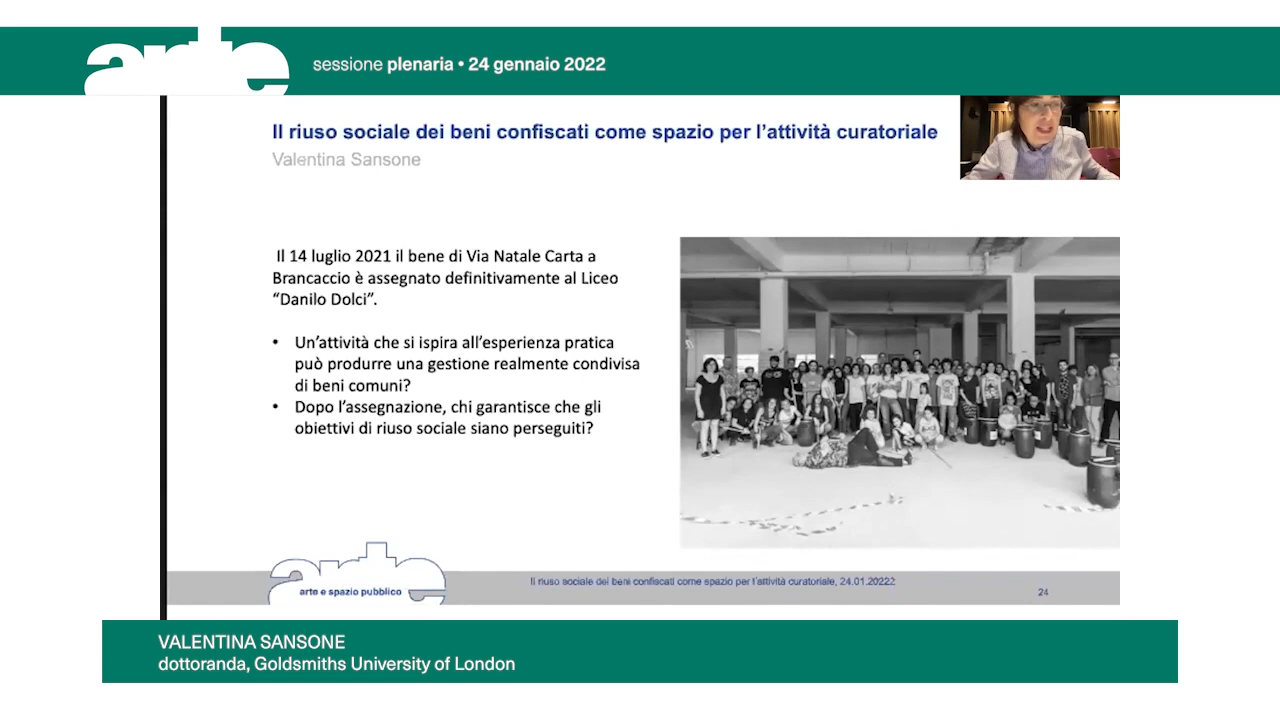 arte
sessione plenaria • 24 gennaio 2022
Il riuso sociale dei beni confiscati come spazio per l’attività curatoriale
Valentina Sansone
Il 14 luglio 2021 il bene di Via Natale Carta a
Brancaccio è assegnato definitivamente al Liceo
“Danilo Dolci”.
• Un’attività che si ispira all’esperienza pratica
può produrre una gestione realmente condivisa
di beni comuni?
• Dopo l’assegnazione, chi garantisce che gli
obiettivi di riuso sociale siano perseguiti?
arte
arte e spazio pubblico
Il riuso sociale dei beni confiscati come spazio per l’attività curatoriale, 24.01.20222
24
VALENTINA SANSONE
dottoranda, Goldsmiths University of London